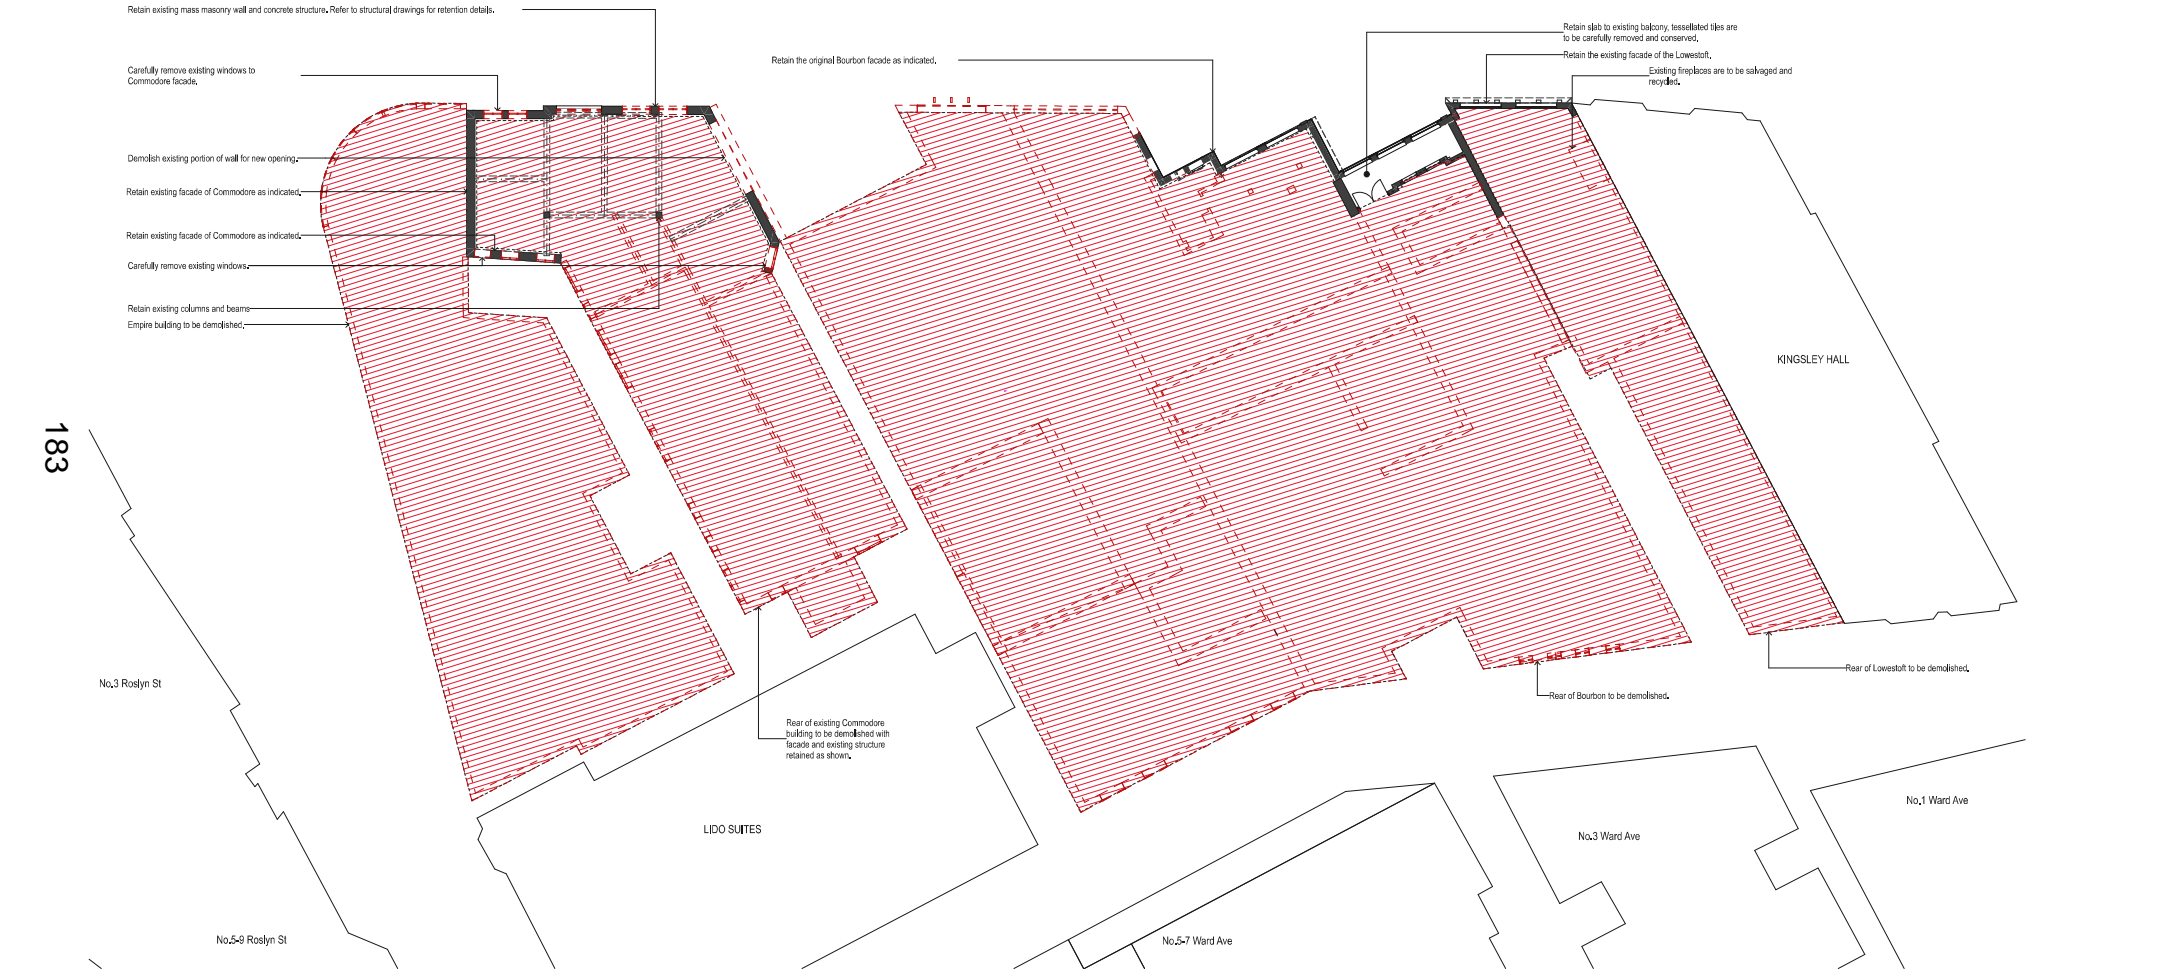 Retain existing mass masonry wall and concrete structure. Refer to structural drawings for retention details.
Carefully remove existing windows to
Commodore facade.
Demolish existing portion of wall for new opening.
Retain existing facade of Commodore as indicated.
Retain existing facade of Commodore as indicated.
Carefully remove existing windows.
Retain existing columns and beams
Empire building to be demolished.
Retain the original Bourbon facade as indicated.
Retain slab to existing balcony, tessellated tiles are
to be carefully removed and conserved.
Retain the existing facade of the Lowestoft.
Existing fireplaces are to be salvaged and
recycled.
KINGSLEY HALL
183
No.3 Roslyn St
Rear of Lowestoft to be demolished.
Rear of Bourbon to be demolished.
Rear of existing Commodore
building to be demolished with
facade and existing structure
retained as shown.
LIDO SUITES
No.1 Ward Ave
No.3 Ward Ave
No.5-9 Roslyn St
No.5-7 Ward Ave